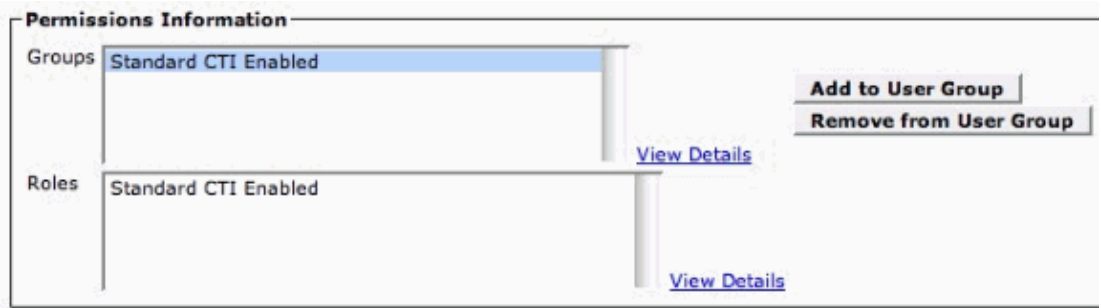 Permissions Information
Groups
Standard CTI Enabled
Add to User Group
Remove from User Group
View Details
Roles
Standard CTI Enabled
View Details